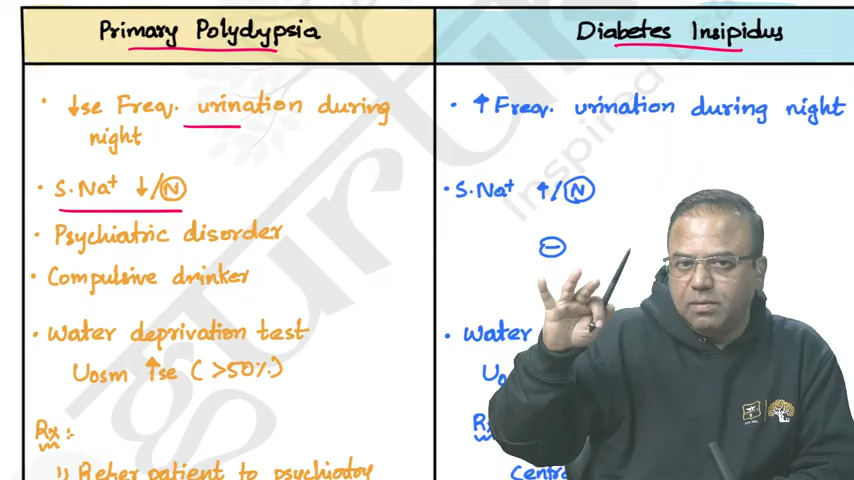 Primary Polydypsia
Diabetes Insipidus
• ↓se Freq. urination during
night
• ↑ Freq. urination during night
• S.Na⁺ ↓/Ⓝ
• S.Na⁺ ↑/Ⓝ
• Psychiatric disorder
⊖
• Compulsive drinker
• Water deprivation test
• Water
Uosm ↑se (>50%)
Rx :-
1) Refer patient to